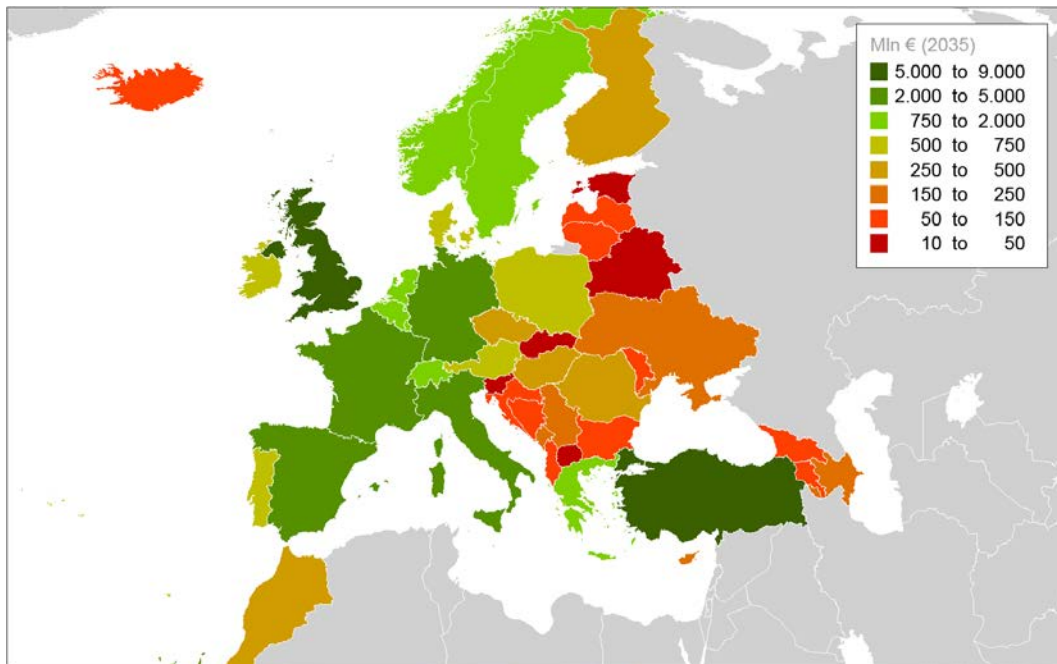 Mln € (2035)
5.000 to 9.000
2.000 to 5.000
750 to 2.000
500 to 750
250 to 500
150 to 250
50 to 150
10 to 50